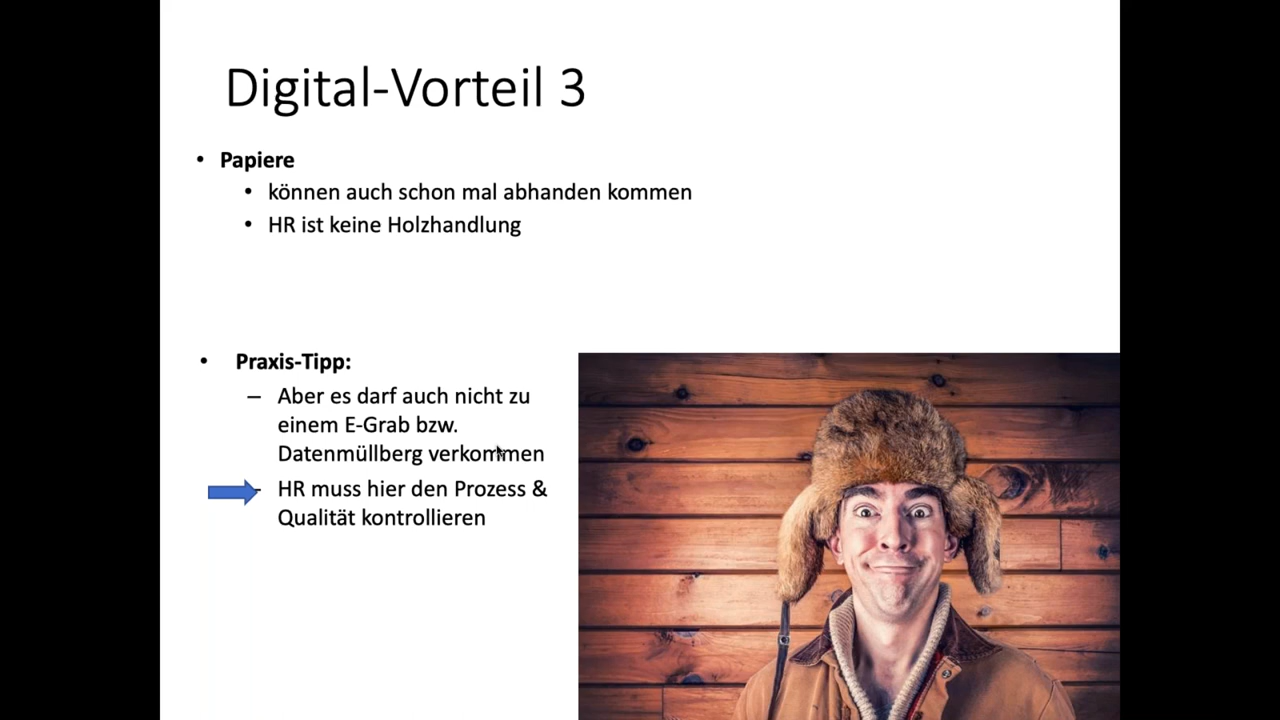 Digital-Vorteil 3
• Papiere
• können auch schon mal abhanden kommen
• HR ist keine Holzhandlung
• Praxis-Tipp:
– Aber es darf auch nicht zu
einem E-Grab bzw.
Datenmüllberg verkommen
– HR muss hier den Prozess &
Qualität kontrollieren